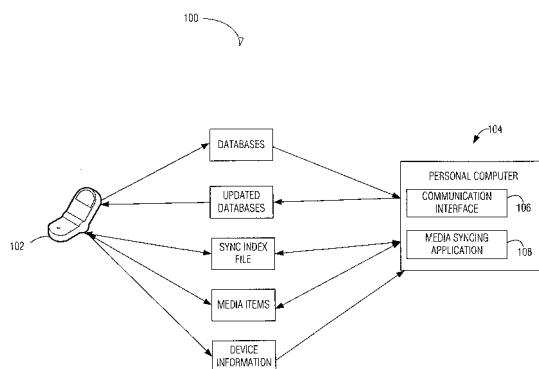 100
DATABASES
104
PERSONAL COMPUTER
UPDATED
DATABASES
COMMUNICATION
INTERFACE
106
102
SYNC INDEX
FILE
MEDIA SYNCING
APPLICATION
108
MEDIA ITEMS
DEVICE
INFORMATION